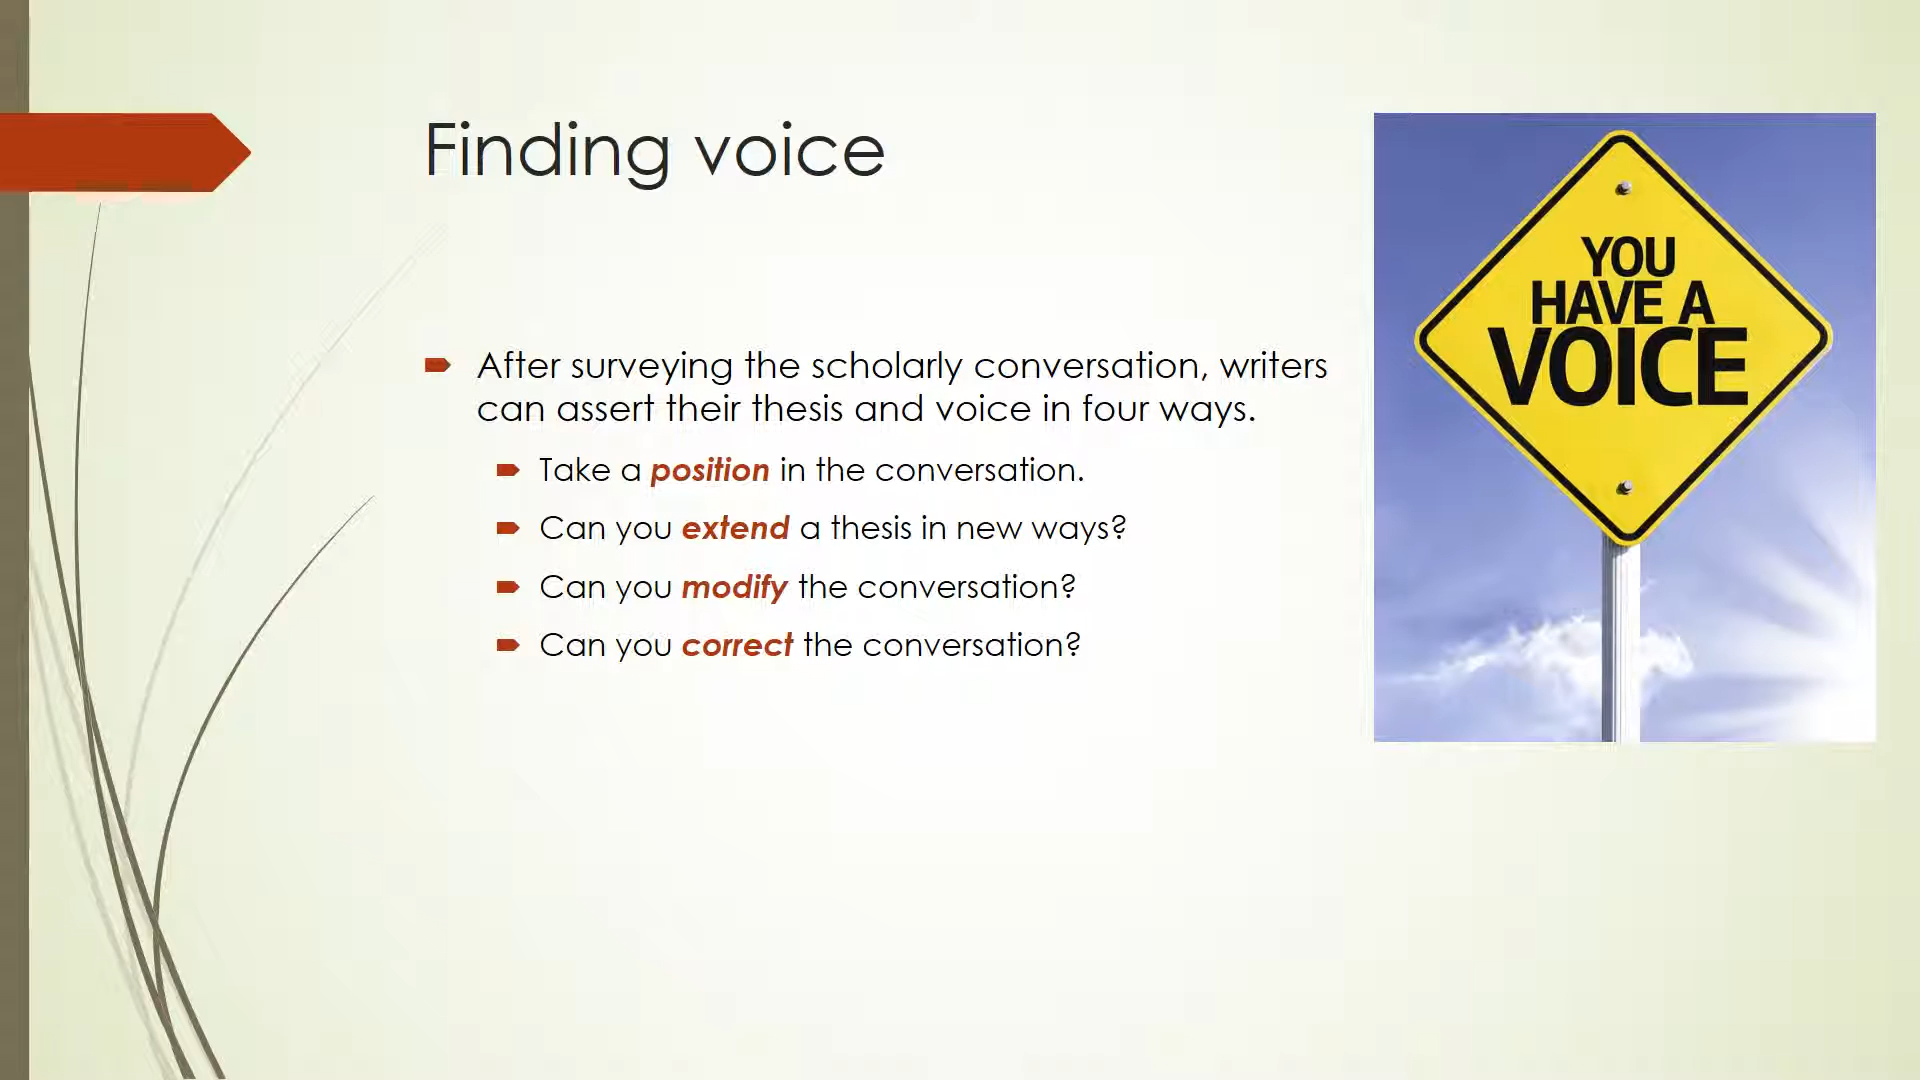 Finding voice
After surveying the scholarly conversation, writers
can assert their thesis and voice in four ways.
Take a position in the conversation.
Can you extend a thesis in new ways?
Can you modify the conversation?
Can you correct the conversation?
YOU
HAVE A
VOICE